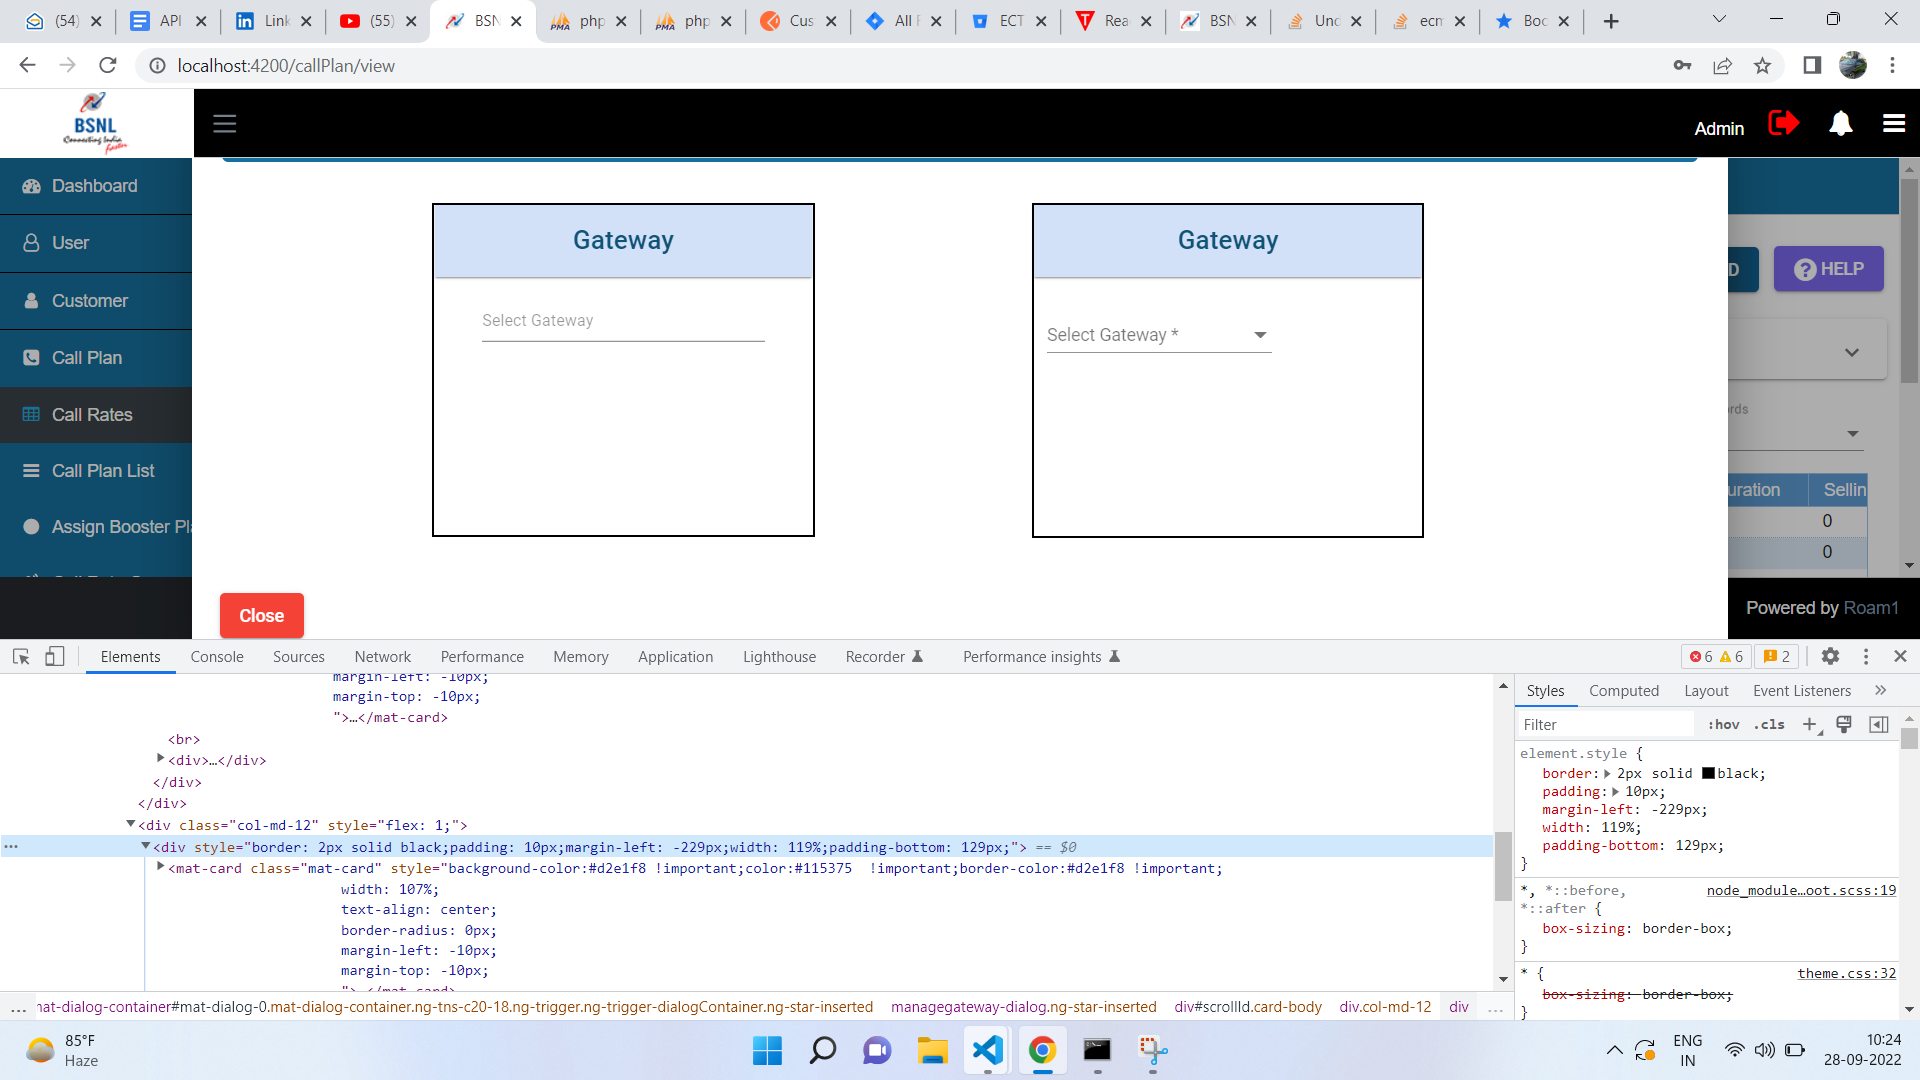 (54)
API
Link
(55)
BSN
php
php
Cus
All F
ECT
Rea
BSN
Unc
ecm
Boc
localhost:4200/callPlan/view
BSNL
Connecting India
faster
Admin
Dashboard
User
Customer
Call Plan
Call Rates
Call Plan List
Assign Booster Pla
Gateway
Select Gateway
Gateway
Select Gateway *
Close
D
HELP
rds
uration
Sellin
0
0
Powered by Roam1
Elements
Console
Sources
Network
Performance
Memory
Application
Lighthouse
Recorder
Performance insights
6
6
2
margin-left: -10px;
margin-top: -10px;
">…</mat-card>
<br>
<div>…</div>
</div>
</div>
<div class="col-md-12" style="flex: 1;">
<div style="border: 2px solid black;padding: 10px;margin-left: -229px;width: 119%;padding-bottom: 129px;"> == $0
<mat-card class="mat-card" style="background-color:#d2e1f8 !important;color:#115375  !important;border-color:#d2e1f8 !important;
width: 107%;
text-align: center;
border-radius: 0px;
margin-left: -10px;
margin-top: -10px;
">…</mat-card>
... nat-dialog-container#mat-dialog-0.mat-dialog-container.ng-tns-c20-18.ng-trigger.ng-trigger-dialogContainer.ng-star-inserted managegateway-dialog.ng-star-inserted div#scrollId.card-body div.col-md-12 div ...
Styles
Computed
Layout
Event Listeners
Filter
:hov
.cls
element.style {
border: 2px solid black;
padding: 10px;
margin-left: -229px;
width: 119%;
padding-bottom: 129px;
}
*, *::before, node_module…oot.scss:19
*::after {
box-sizing: border-box;
}
* { theme.css:32
box-sizing: border-box;
}
85°F
Haze
ENG
IN
10:24
28-09-2022